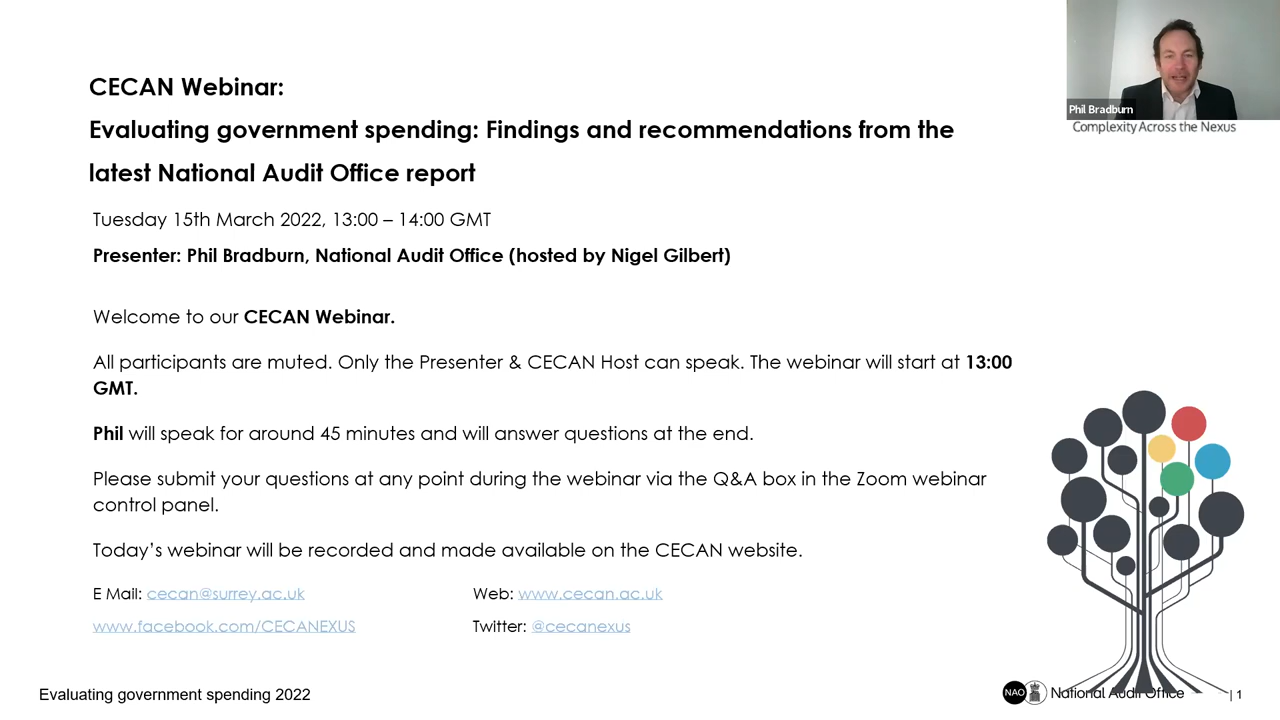 CECAN Webinar:
Evaluating government spending: Findings and recommendations from the
latest National Audit Office report
Tuesday 15th March 2022, 13:00 – 14:00 GMT
Presenter: Phil Bradburn, National Audit Office (hosted by Nigel Gilbert)
Welcome to our CECAN Webinar.
All participants are muted. Only the Presenter & CECAN Host can speak. The webinar will start at 13:00
GMT.
Phil will speak for around 45 minutes and will answer questions at the end.
Please submit your questions at any point during the webinar via the Q&A box in the Zoom webinar
control panel.
Today's webinar will be recorded and made available on the CECAN website.
E Mail: cecan@surrey.ac.uk
Web: www.cecan.ac.uk
www.facebook.com/CECANEXUS
Twitter: @cecanexus
Phil Bradburn
Complexity Across the Nexus
Evaluating government spending 2022
NAO
National Audit Office
| 1